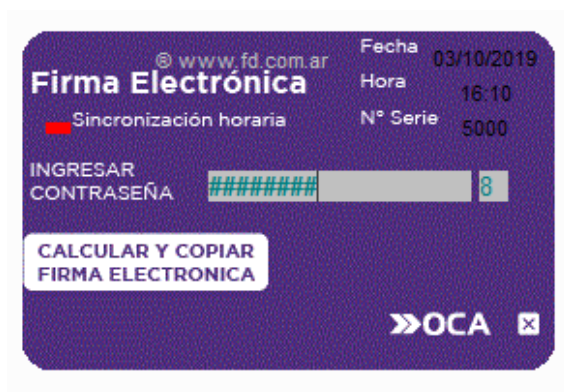 ® www.fd.com.ar
Fecha 03/10/2019
Firma Electrónica
Hora 16:10
Sincronización horaria
N° Serie 5000
INGRESAR
CONTRASEÑA ######## 8
CALCULAR Y COPIAR
FIRMA ELECTRONICA
OCA